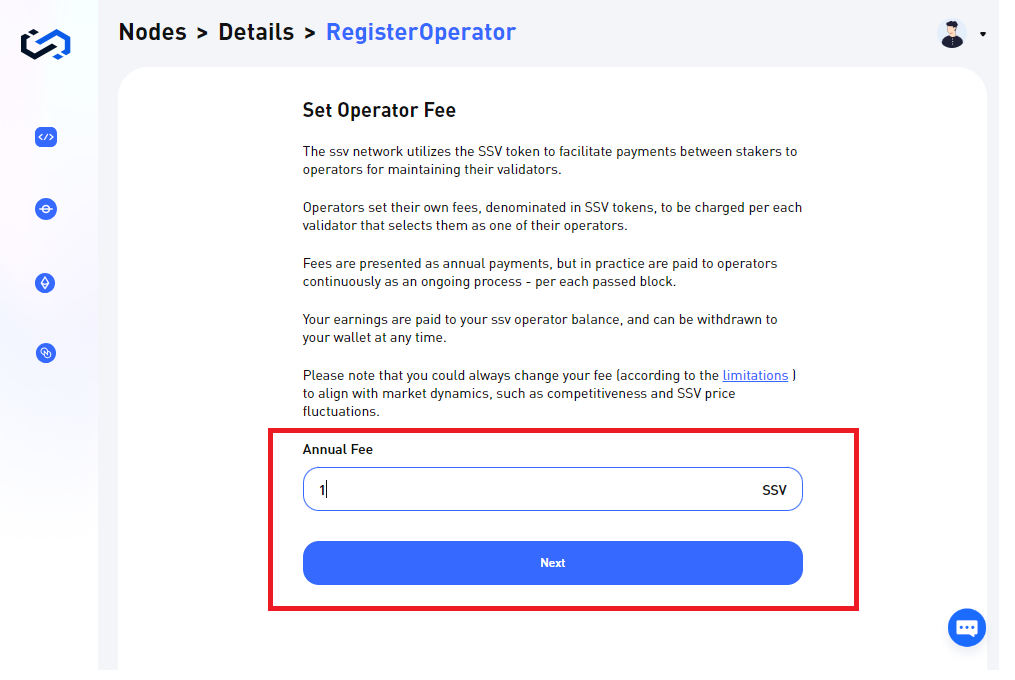 Nodes > Details > RegisterOperator
Set Operator Fee
The ssv network utilizes the SSV token to facilitate payments between stakers to
operators for maintaining their validators.
Operators set their own fees, denominated in SSV tokens, to be charged per each
validator that selects them as one of their operators.
Fees are presented as annual payments, but in practice are paid to operators
continuously as an ongoing process - per each passed block.
Your earnings are paid to your ssv operator balance, and can be withdrawn to
your wallet at any time.
Please note that you could always change your fee (according to the limitations )
to align with market dynamics, such as competitiveness and SSV price
fluctuations.
Annual Fee
1 SSV
Next